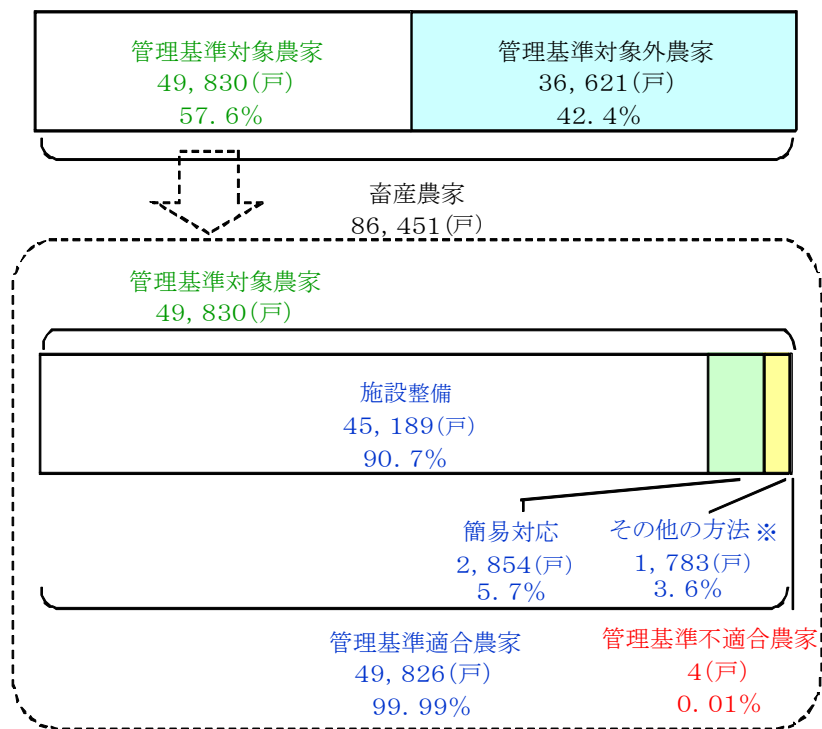 管理基準対象農家
49,830(戸)
57.6%
管理基準対象外農家
36,621(戸)
42.4%
畜産農家
86,451(戸)
管理基準対象農家
49,830(戸)
施設整備
45,189(戸)
90.7%
簡易対応
2,854(戸)
5.7%
その他の方法※
1,783(戸)
3.6%
管理基準適合農家
49,826(戸)
99.99%
管理基準不適合農家
4(戸)
0.01%